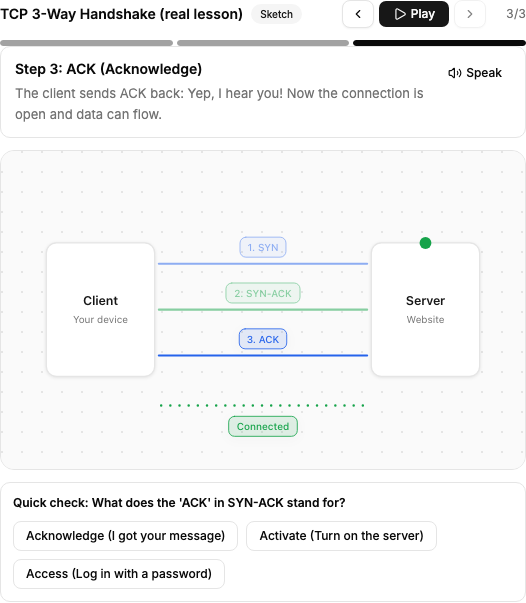 TCP 3-Way Handshake (real lesson) Sketch Play 3/3
Step 3: ACK (Acknowledge)
Speak
The client sends ACK back: Yep, I hear you! Now the connection is
open and data can flow.
1. SYN
2: SYN-ACK
Client
Your device
Server
Website
3. ACK
Connected
Quick check: What does the 'ACK' in SYN-ACK stand for?
Acknowledge (I got your message)
Activate (Turn on the server)
Access (Log in with a password)